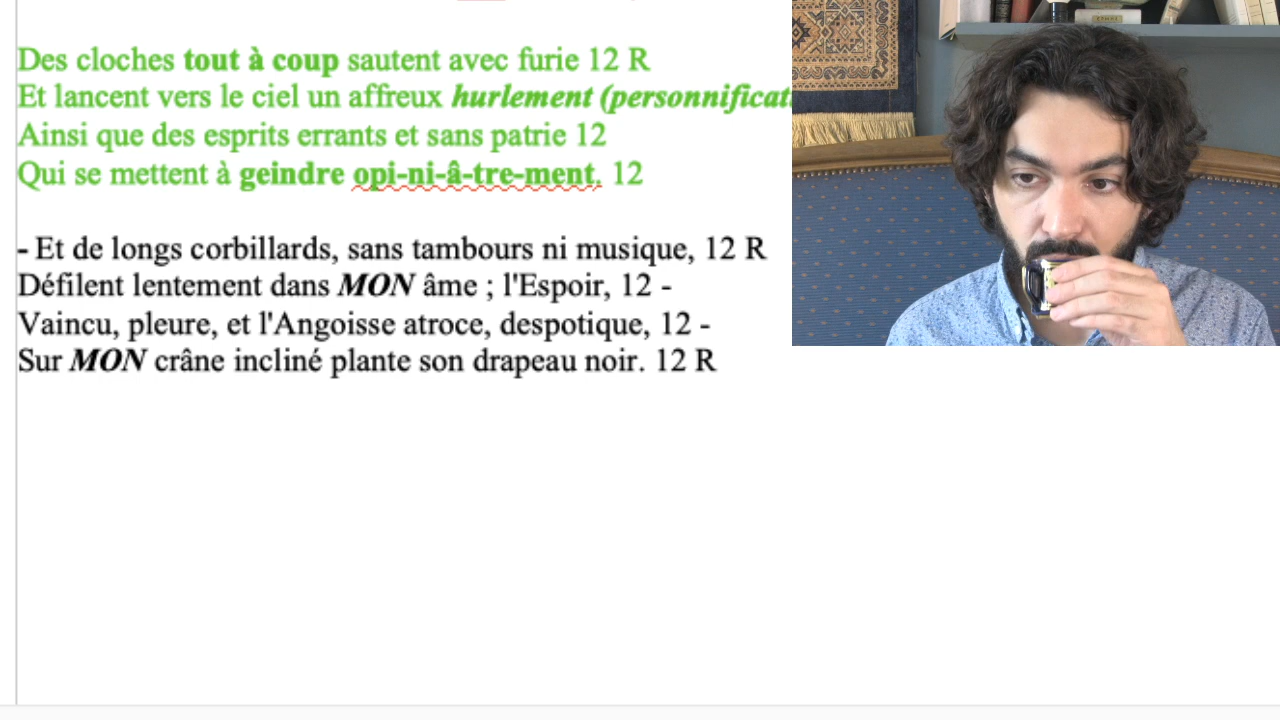 Des cloches tout à coup sautent avec furie 12 R
Et lancent vers le ciel un affreux hurlement (personnificat
Ainsi que des esprits errants et sans patrie 12
Qui se mettent à geindre opi-ni-â-tre-ment. 12
- Et de longs corbillards, sans tambours ni musique, 12 R
Défilent lentement dans MON âme ; l'Espoir, 12 -
Vaincu, pleure, et l'Angoisse atroce, despotique, 12 -
Sur MON crâne incliné plante son drapeau noir. 12 R